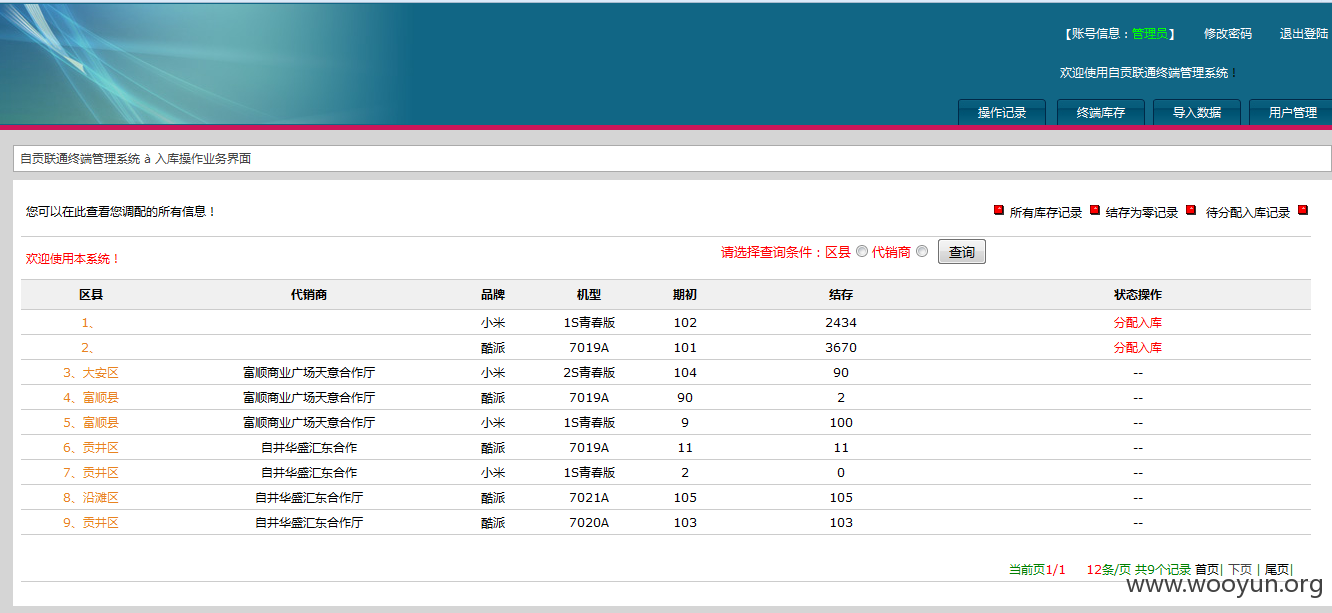 【账号信息：管理员】 修改密码 退出登陆
欢迎使用自贡联通终端管理系统！
操作记录 终端库存 导入数据 用户管理
自贡联通终端管理系统 à 入库操作业务界面
您可以在此查看您调配的所有信息！ 所有库存记录 结存为零记录 待分配入库记录
欢迎使用本系统！ 请选择查询条件：区县 代销商 查询
区县 代销商 品牌 机型 期初 结存 状态操作
1、 小米 1S青春版 102 2434 分配入库
2、 酷派 7019A 101 3670 分配入库
3、大安区 富顺商业广场天意合作厅 小米 2S青春版 104 90 --
4、富顺县 富顺商业广场天意合作厅 酷派 7019A 90 2 --
5、富顺县 富顺商业广场天意合作厅 小米 1S青春版 9 100 --
6、贡井区 自井华盛汇东合作 酷派 7019A 11 11 --
7、贡井区 自井华盛汇东合作 小米 1S青春版 2 0 --
8、沿滩区 自井华盛汇东合作厅 酷派 7021A 105 105 --
9、贡井区 自井华盛汇东合作厅 酷派 7020A 103 103 --
当前页1/1 12条/页 共9个记录 首页| 下页 | 尾页|
www.wooyun.org